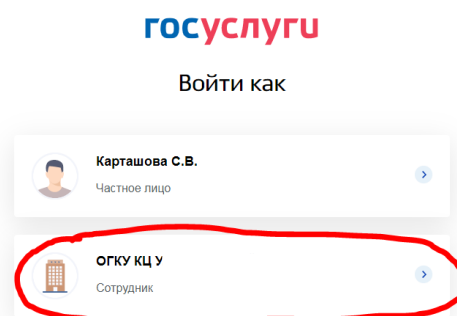 госуслуги
Войти как
Карташова С.В.
Частное лицо
ОГКУ КЦ У
Сотрудник